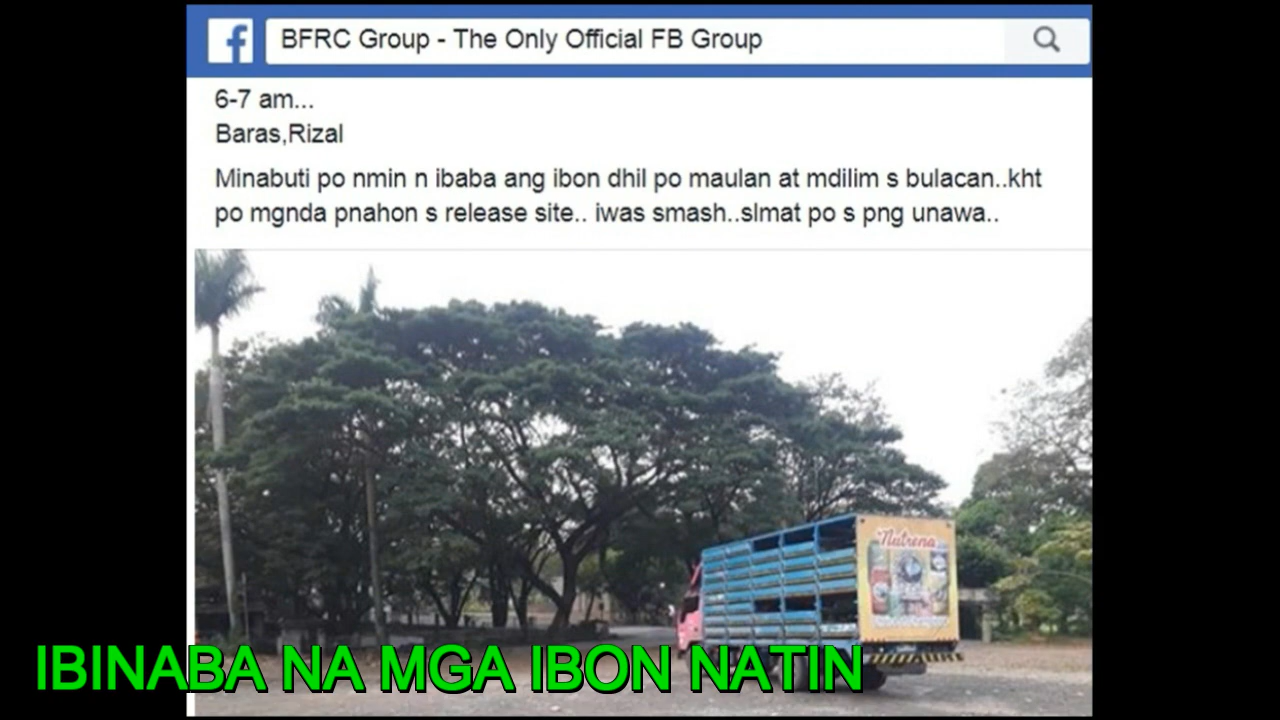 BFRC Group - The Only Official FB Group
6-7 am...
Baras,Rizal
Minabuti po nmin n ibaba ang ibon dhil po maulan at mdilim s bulacan..kht
po mgnda pnahon s release site.. iwas smash..slmat po s png unawa..
Nutrena
IBINABA NA MGA IBON NATIN